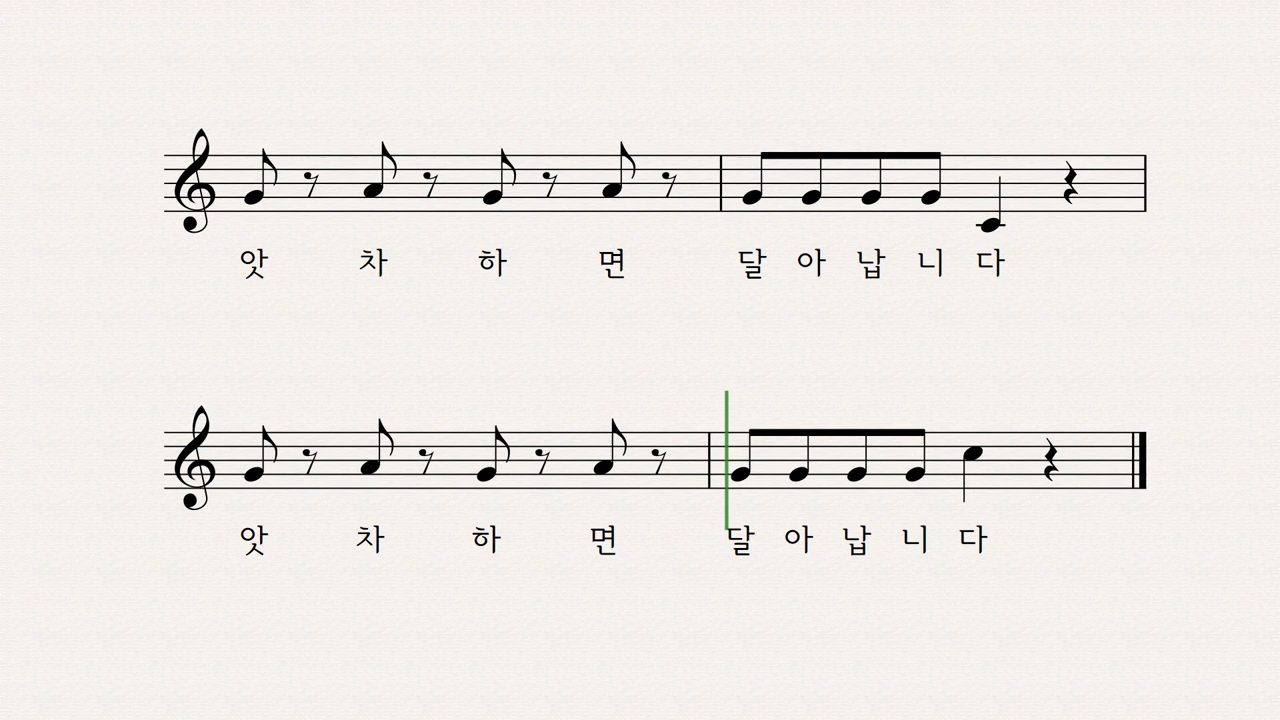 앗 차 하 면 달 아 납 니 다
앗 차 하 면 달 아 납 니 다